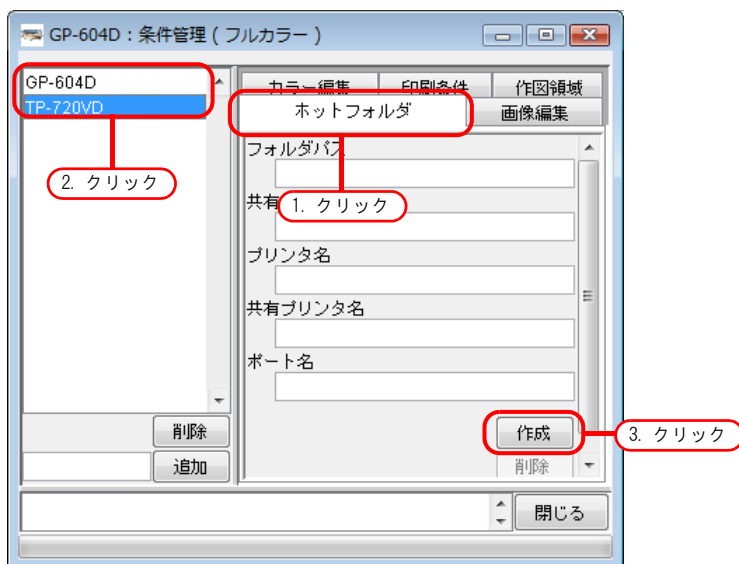 GP-604D：条件管理 ( フルカラー )
GP-604D
TP-720VD
カラー編集 印刷条件 作図領域
ホットフォルダ 画像編集
2. クリック
フォルダパス
1. クリック
共有
プリンタ名
共有プリンタ名
ポート名
削除 作成
3. クリック
追加 削除
閉じる